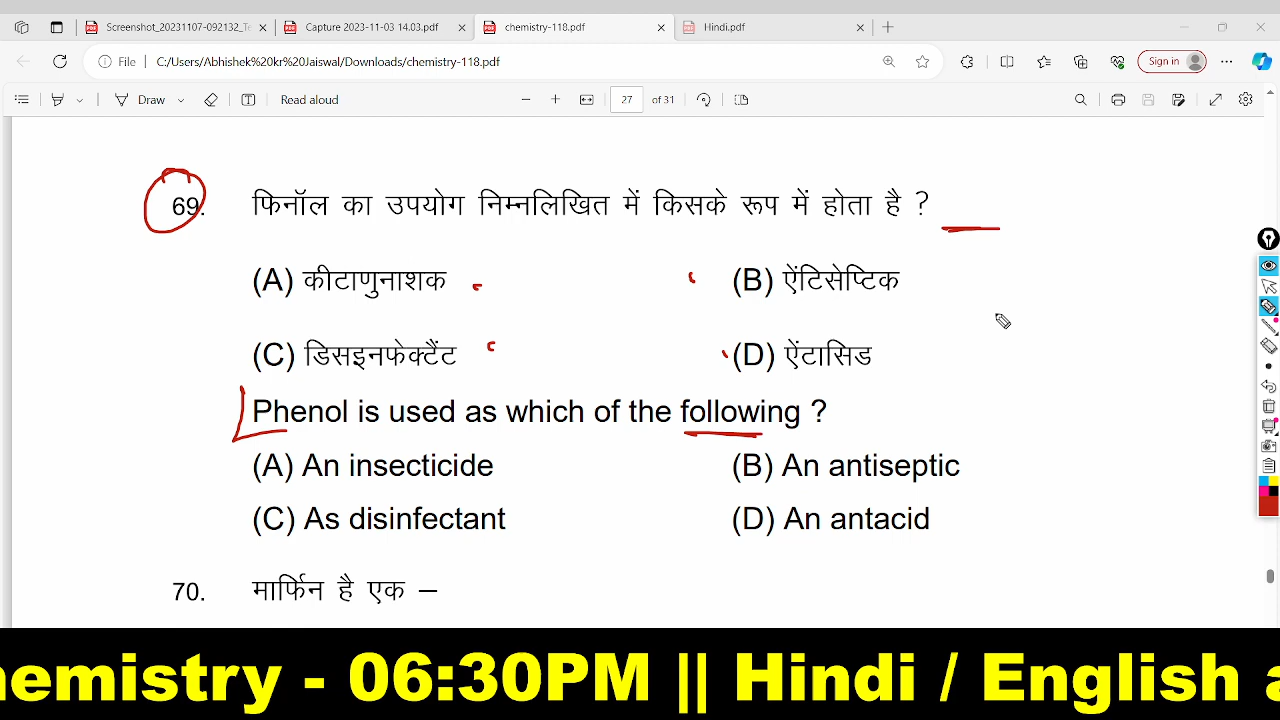 Screenshot_20231107-092132_Te
Capture 2023-11-03 14.03.pdf
chemistry-118.pdf
Hindi.pdf
File
C:/Users/Abhishek%20kr%20Jaiswal/Downloads/chemistry-118.pdf
Sign in
Draw
Read aloud
27 of 31
69. फिनॉल का उपयोग निम्नलिखित में किसके रूप में होता है ?
(A) कीटाणुनाशक (B) ऐंटिसेप्टिक
(C) डिसइनफेक्टैंट (D) ऐंटासिड
Phenol is used as which of the following ?
(A) An insecticide (B) An antiseptic
(C) As disinfectant (D) An antacid
70. मार्फिन है एक –
hemistry - 06:30PM || Hindi / English a